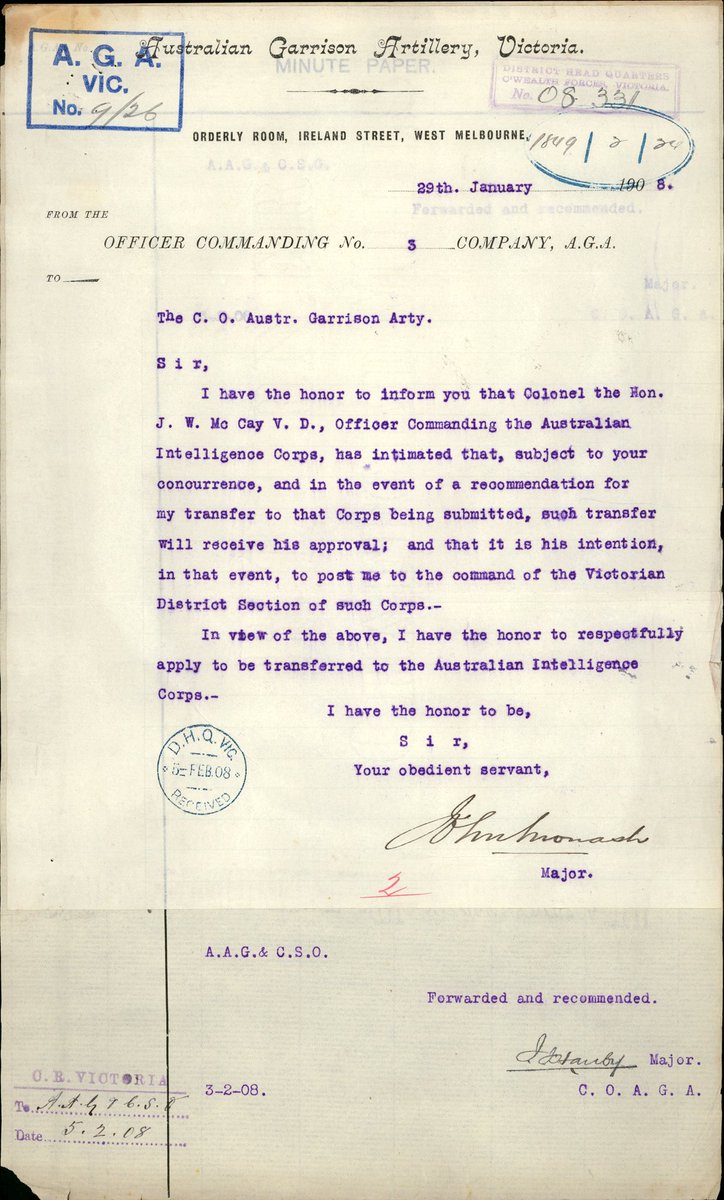 A. G. A.
VIC.
No. 9/26
Australian Garrison Artillery, Victoria.
MINUTE PAPER.
DISTRICT HEAD QUARTERS
C'WEALTH FORCES, VICTORIA.
No. 08 331
1849 / 2 / 24
ORDERLY ROOM, IRELAND STREET, WEST MELBOURNE,
A.A.G. & C.S.O.
29th. January 1908.
Forwarded and recommended.
FROM THE
OFFICER COMMANDING No. 3 COMPANY, A.G.A.
TO
Major.
C. O. A. G. A.
The C. O. Austr. Garrison Arty.
S i r,
I have the honor to inform you that Colonel the Hon.
J. W. Mc Cay V. D., Officer Commanding the Australian
Intelligence Corps, has intimated that, subject to your
concurrence, and in the event of a recommendation for
my transfer to that Corps being submitted, such transfer
will receive his approval; and that it is his intention,
in that event, to post me to the command of the Victorian
District Section of such Corps.-
In view of the above, I have the honor to respectfully
apply to be transferred to the Australian Intelligence
Corps.-
I have the honor to be,
S i r,
Your obedient servant,
D.H.Q. VIC.
5- FEB.08
RECEIVED
John Monash
Major.
2
A.A.G.& C.S.O.
Forwarded and recommended.
Major.
3-2-08.
C. O. A. G. A.
C. E. VICTORIA
To A.A.G & C.S.O
Date 5.2.08